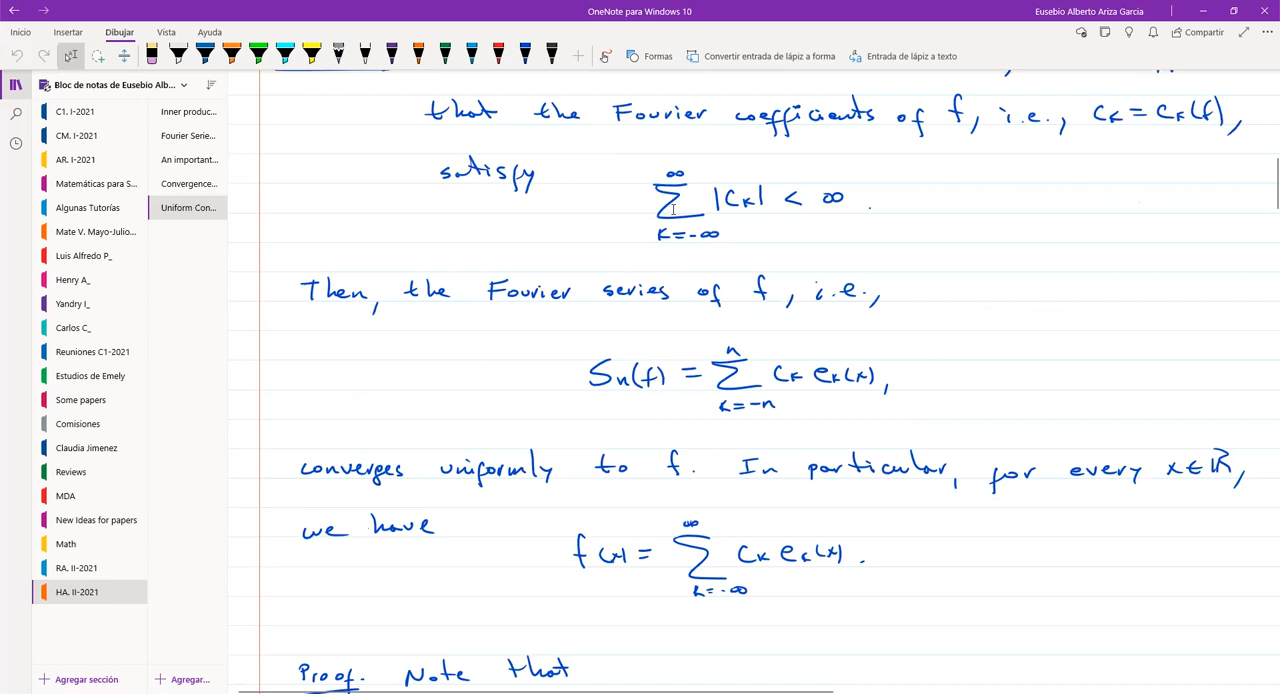 OneNote para Windows 10
Eusebio Alberto Ariza Garcia
Inicio Insertar Dibujar Vista Ayuda
Compartir
Formas Convertir entrada de lápiz a forma Entrada de lápiz a texto
Bloc de notas de Eusebio Alb...
C1. I-2021
CM. I-2021
AR. I-2021
Matemáticas para S...
Algunas Tutorías
Mate V. Mayo-Julio...
Luis Alfredo P_
Henry A_
Yandry I_
Carlos C_
Reuniones C1-2021
Estudios de Emely
Some papers
Comisiones
Claudia Jimenez
Reviews
MDA
New Ideas for papers
Math
RA. II-2021
HA. II-2021
Agregar sección
Inner produc...
Fourier Serie...
An important...
Convergence...
Uniform Con...
Agregar...
that the Fourier coefficients of f, i.e., cₖ = cₖ(f),
satisfy
∞
∑ |cₖ| < ∞ .
k=-∞
Then, the Fourier series of f, i.e.,
n
Sₙ(f) = ∑ cₖ eₖ(x),
k=-n
converges uniformly to f. In particular, for every x∈ℝ,
we have
∞
f(x) = ∑ cₖ eₖ(x) .
k=-∞
Proof. Note that